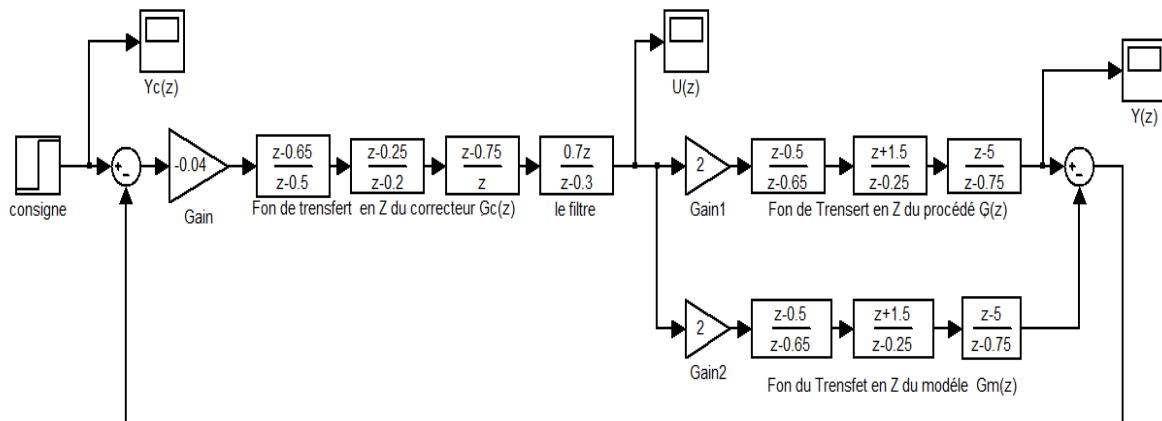 Yc(z)
U(z)
Y(z)
consigne
+
-
-0.04
Gain
z-0.65
z-0.5
z-0.25
z-0.2
z-0.75
z
Fon de trensfert en Z du correcteur Gc(z)
0.7z
z-0.3
le filtre
2
Gain1
z-0.5
z-0.65
z+1.5
z-0.25
z-5
z-0.75
Fon de Trensert en Z du procédé G(z)
+
-
2
Gain2
z-0.5
z-0.65
z+1.5
z-0.25
z-5
z-0.75
Fon du Trensfet en Z du modéle Gm(z)